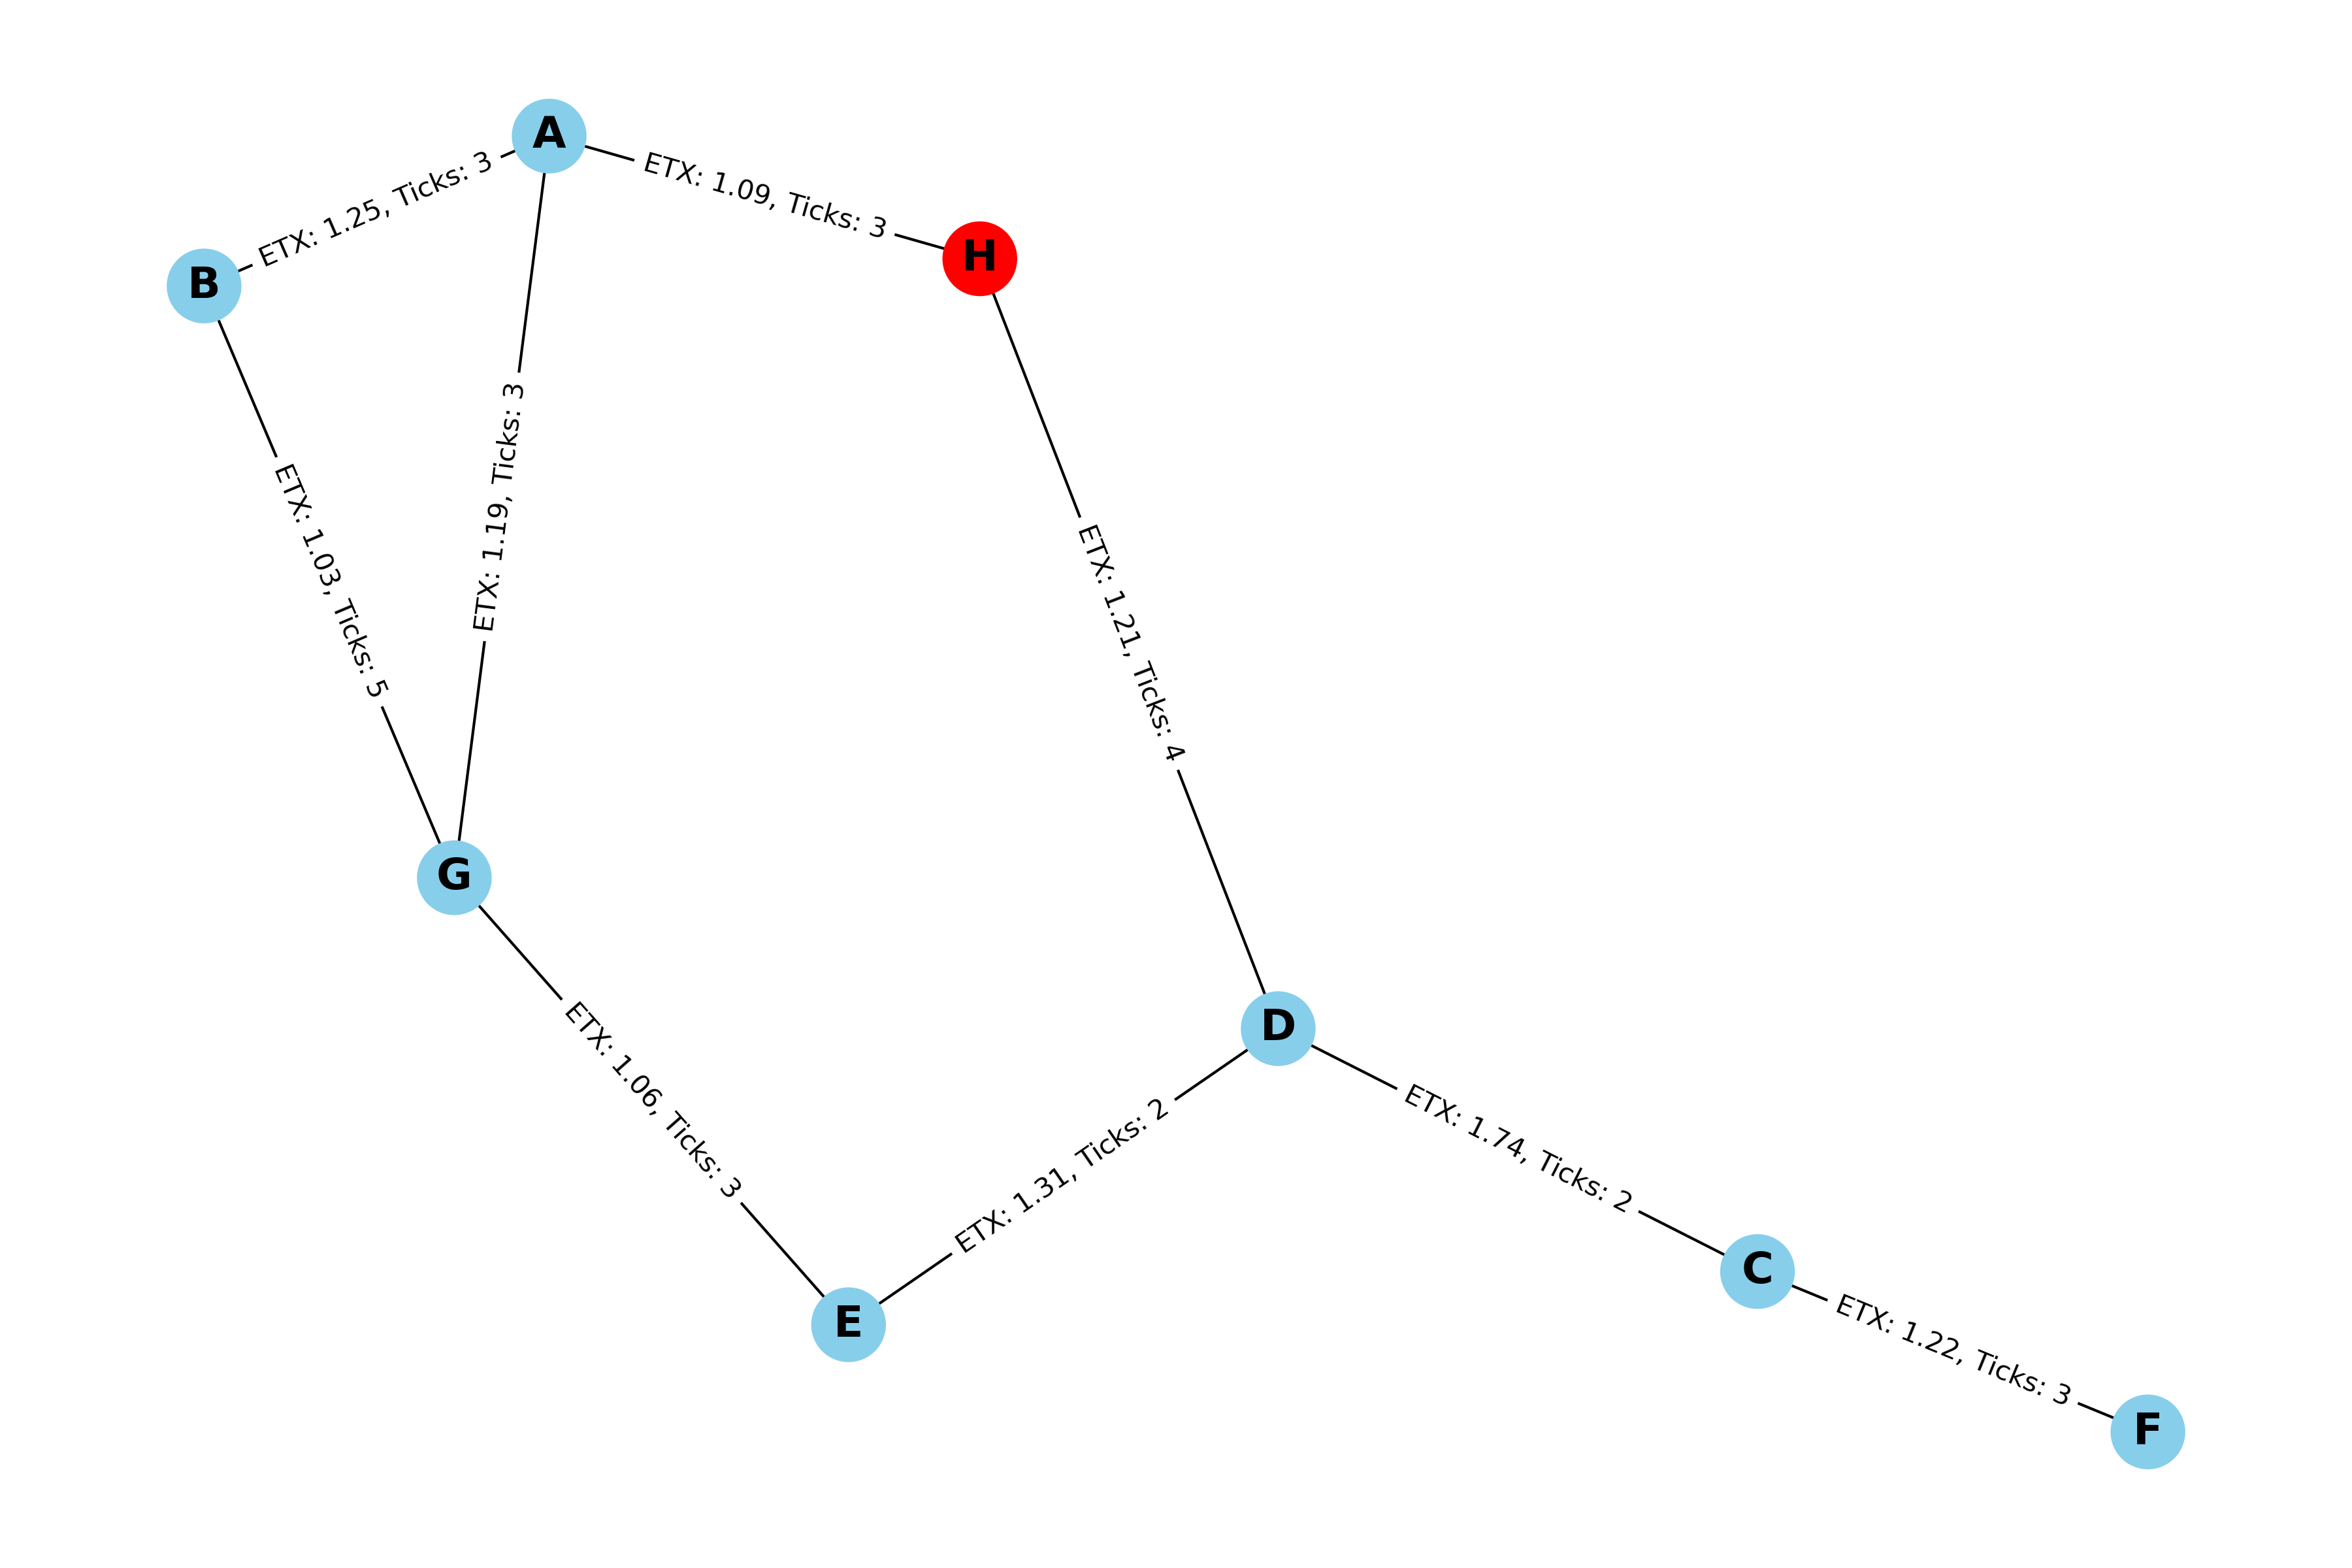 A
ETX: 1.25, Ticks: 3
ETX: 1.09, Ticks: 3
H
B
ETX: 1.19, Ticks: 3
ETX: 1.03, Ticks: 5
ETX: 1.21, Ticks: 4
G
D
ETX: 1.06, Ticks: 3
ETX: 1.31, Ticks: 2
ETX: 1.74, Ticks: 2
C
E
ETX: 1.22, Ticks: 3
F